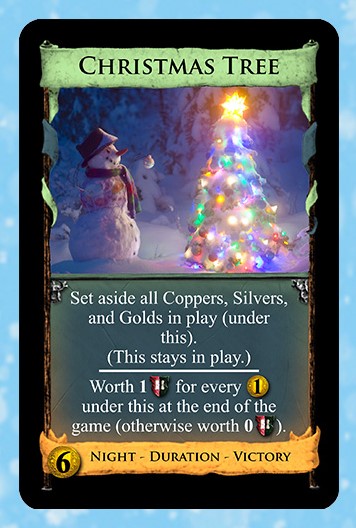 CHRISTMAS TREE
Set aside all Coppers, Silvers,
and Golds in play (under
this).
(This stays in play.)
Worth 1 for every 1
under this at the end of the
game (otherwise worth 0 ).
6 NIGHT - DURATION - VICTORY